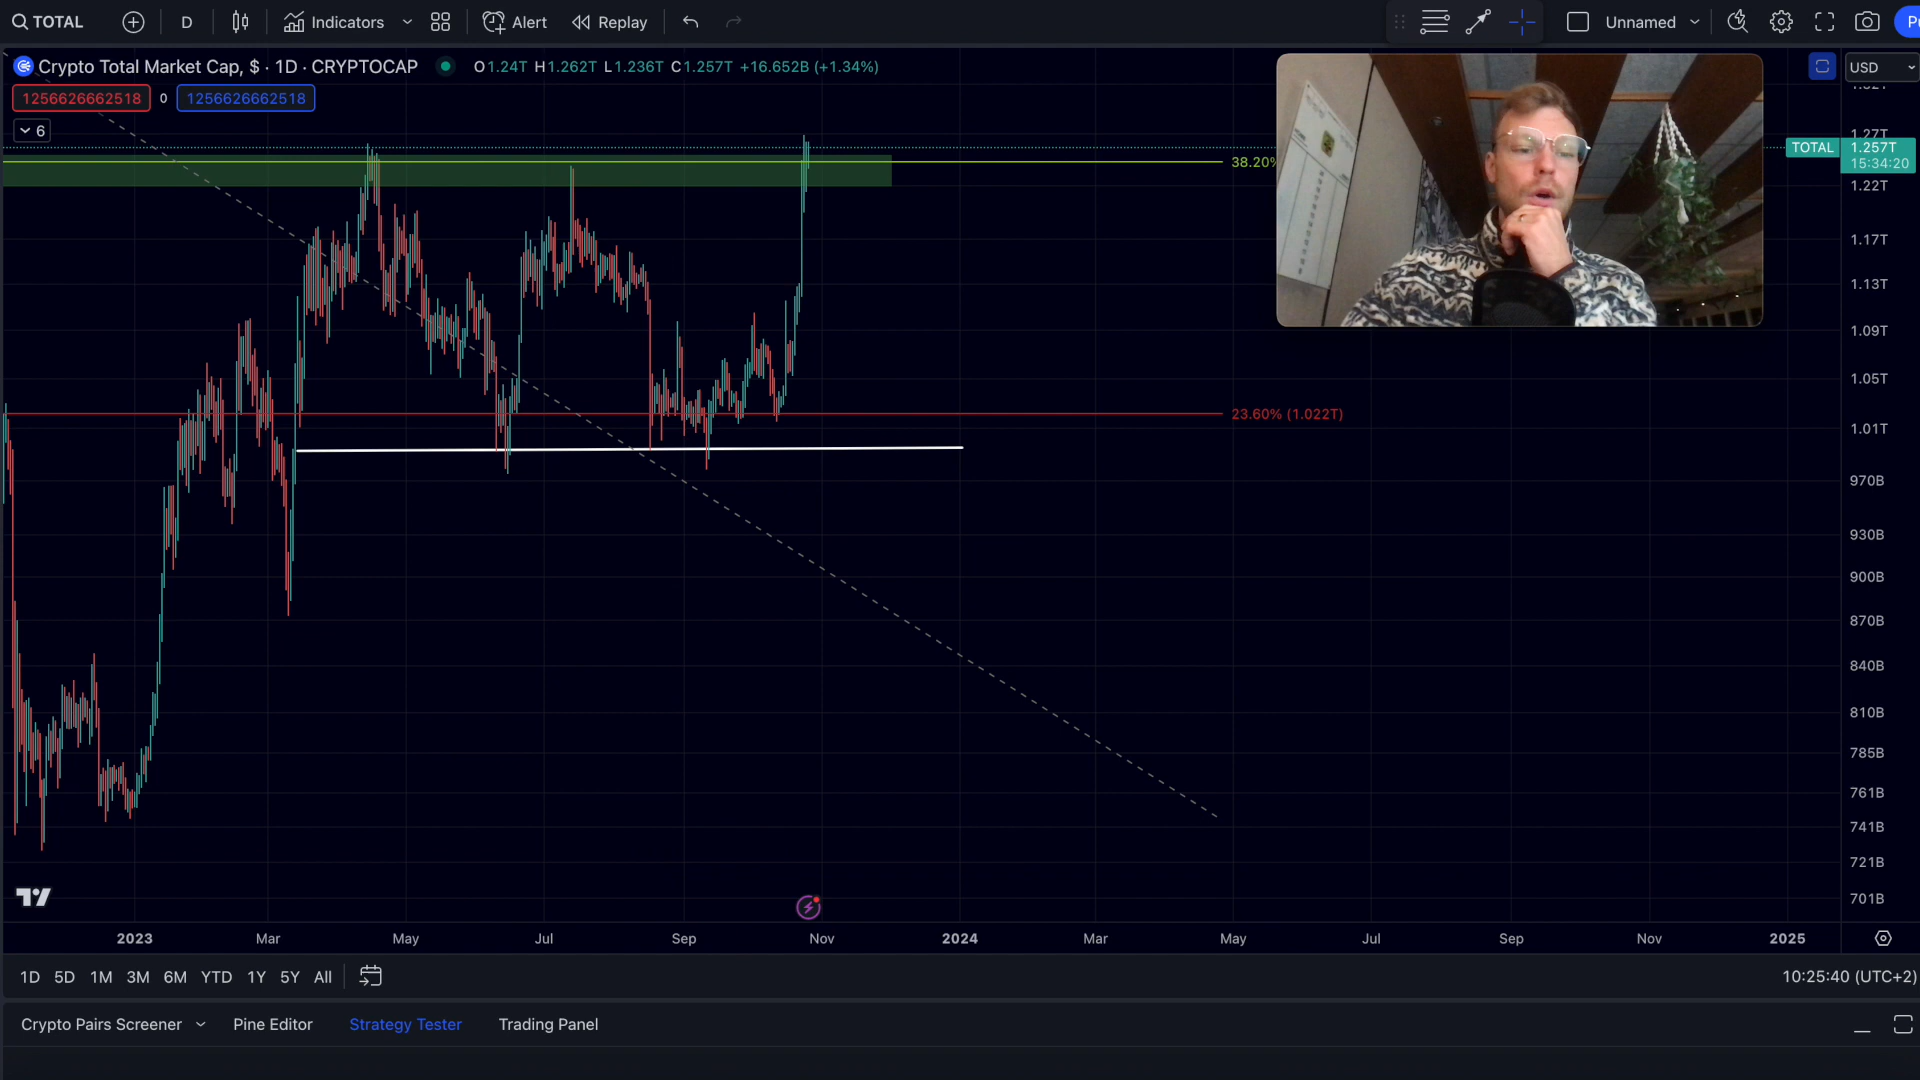 TOTAL D Indicators Alert Replay Unnamed
Crypto Total Market Cap, $ · 1D · CRYPTOCAP O1.24T H1.262T L1.236T C1.257T +16.652B (+1.34%) USD
1256626662518 0 1256626662518
6
1.27T
TOTAL 1.257T
15:34:20
38.20%
1.22T
1.17T
1.13T
1.09T
1.05T
23.60% (1.022T)
1.01T
970B
930B
900B
870B
840B
810B
785B
761B
741B
721B
701B
2023 Mar May Jul Sep Nov 2024 Mar May Jul Sep Nov 2025
1D 5D 1M 3M 6M YTD 1Y 5Y All 10:25:40 (UTC+2)
Crypto Pairs Screener Pine Editor Strategy Tester Trading Panel